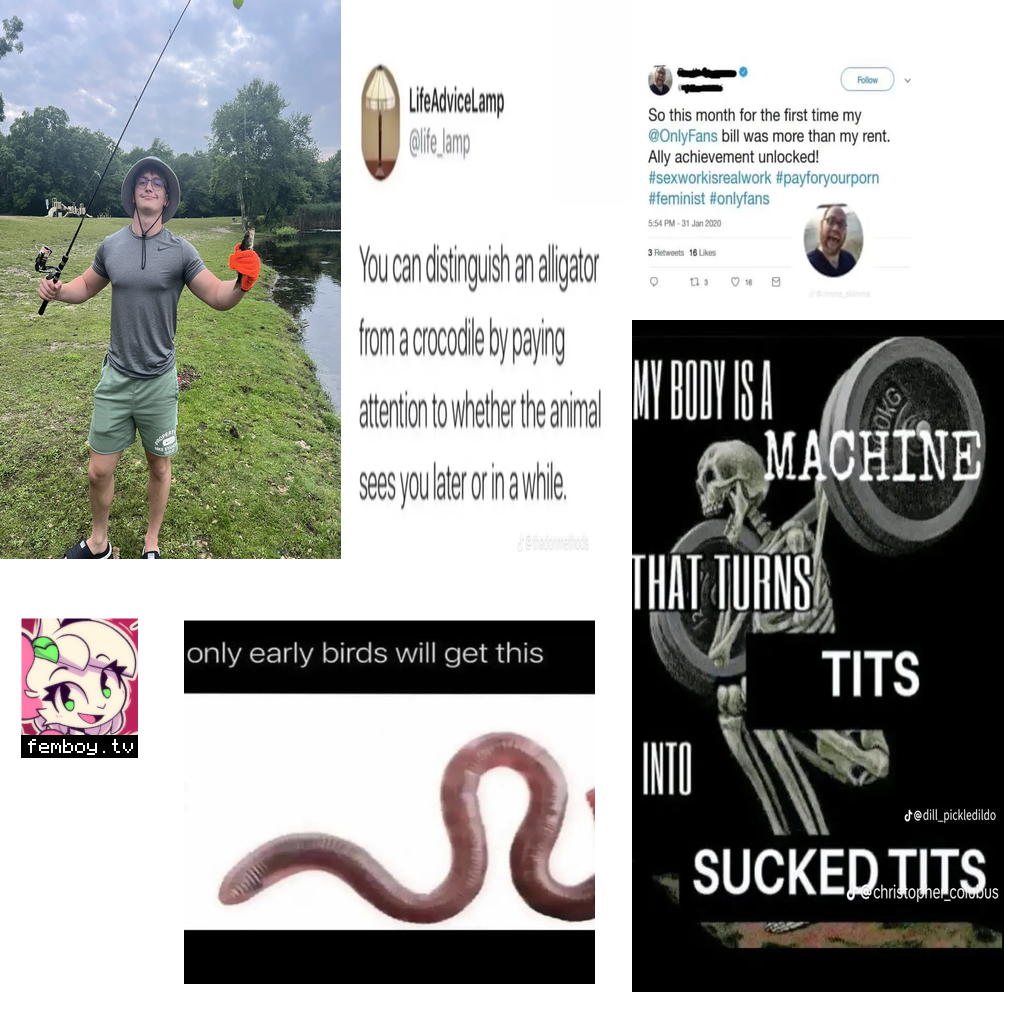 LifeAdviceLamp
@life_lamp
You can distinguish an alligator
from a crocodile by paying
attention to whether the animal
sees you later or in a while.
@thadonmethods
Follow
So this month for the first time my
@OnlyFans bill was more than my rent.
Ally achievement unlocked!
#sexworkisrealwork #payforyourporn
#feminist #onlyfans
5:54 PM - 31 Jan 2020
3 Retweets 16 Likes
3 16
MY BODY IS A
MACHINE
THAT TURNS
TITS
INTO
@dill_pickledildo
SUCKED TITS
@christopher_colubus
femboy.tv
only early birds will get this